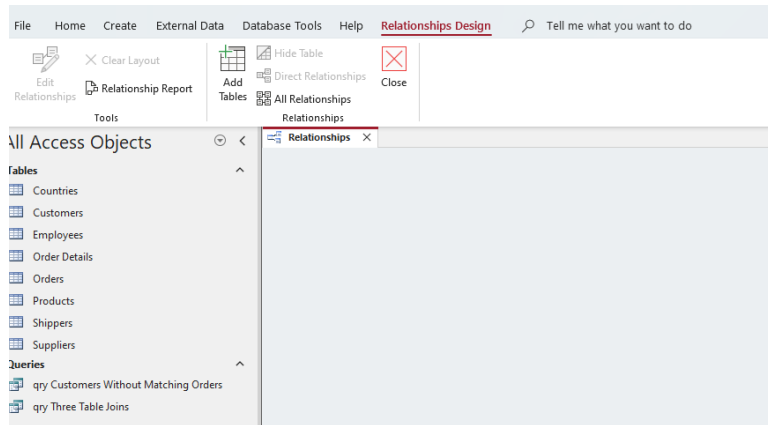 File Home Create External Data Database Tools Help Relationships Design Tell me what you want to do
Edit Relationships
Clear Layout
Relationship Report
Tools
Add Tables
Hide Table
Direct Relationships
All Relationships
Close
Relationships
All Access Objects
Relationships
Tables
Countries
Customers
Employees
Order Details
Orders
Products
Shippers
Suppliers
Queries
qry Customers Without Matching Orders
qry Three Table Joins